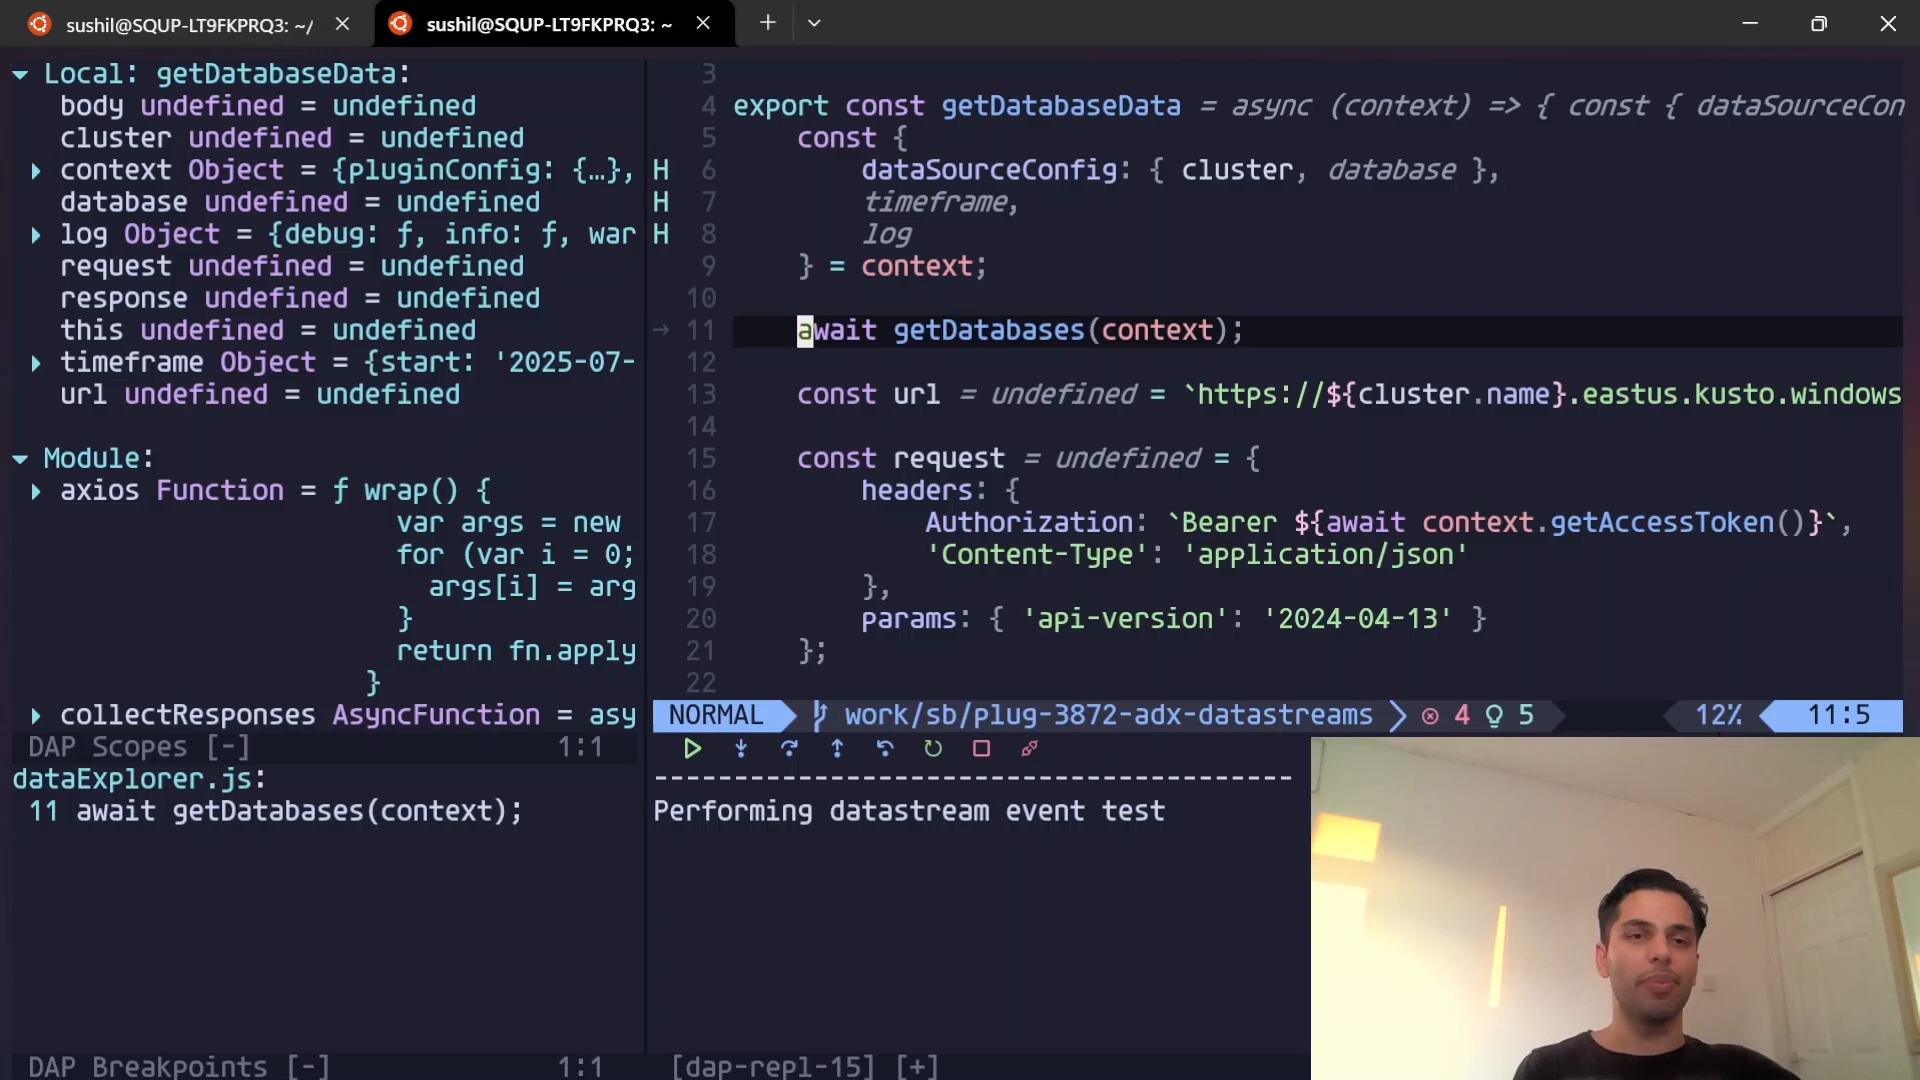 sushil@SQUP-LT9FKPRQ3: ~/
sushil@SQUP-LT9FKPRQ3: ~
Local: getDatabaseData:
body undefined = undefined
cluster undefined = undefined
context Object = {pluginConfig: {…},
database undefined = undefined
log Object = {debug: ƒ, info: ƒ, war
request undefined = undefined
response undefined = undefined
this undefined = undefined
timeframe Object = {start: '2025-07-
url undefined = undefined
Module:
axios Function = ƒ wrap() {
var args = new
for (var i = 0;
args[i] = arg
}
return fn.apply
}
collectResponses AsyncFunction = asy
DAP Scopes [-] 1:1
dataExplorer.js:
11 await getDatabases(context);
DAP Breakpoints [-] 1:1
3
4 export const getDatabaseData = async (context) => { const { dataSourceCon
5 const {
H 6 dataSourceConfig: { cluster, database },
H 7 timeframe,
H 8 log
9 } = context;
10
→ 11 await getDatabases(context);
12
13 const url = undefined = `https://${cluster.name}.eastus.kusto.windows
14
15 const request = undefined = {
16 headers: {
17 Authorization: `Bearer ${await context.getAccessToken()}`,
18 'Content-Type': 'application/json'
19 },
20 params: { 'api-version': '2024-04-13' }
21 };
22
NORMAL work/sb/plug-3872-adx-datastreams 4 5 12% 11:5
----------------------------------------
Performing datastream event test
[dap-repl-15] [+]